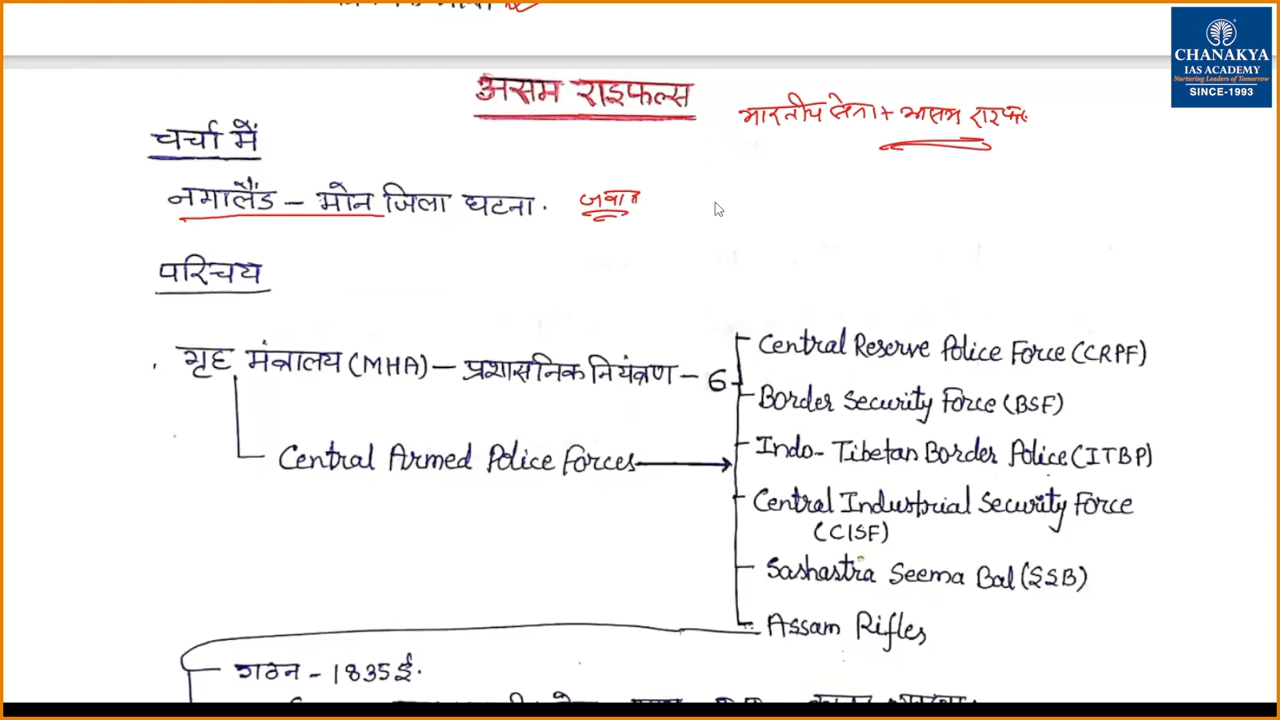 CHANAKYA
IAS ACADEMY
Nurturing Leaders of Tomorrow
SINCE-1993
असम राइफल्स
भारतीय सेना + आसाम राइफल
चर्चा में
नगालैंड – मोन जिला घटना. जवान
परिचय
. गृह मंत्रालय (MHA) – प्रशासनिक नियंत्रण – 6
Central Reserve Police Force (CRPF)
Border Security Force (BSF)
Central Armed Police Forces
Indo-Tibetan Border Police (ITBP)
Central Industrial Security Force
(CISF)
Sashastra Seema Bal (SSB)
Assam Rifles
गठन - 1835 ई.